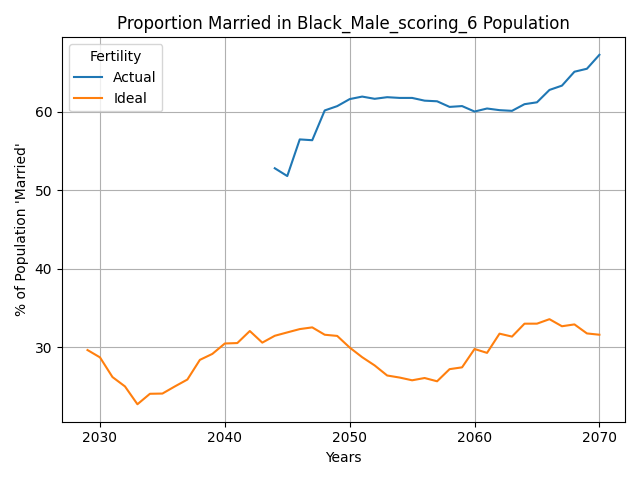 Proportion Married in Black_Male_scoring_6 Population
Fertility
Actual
Ideal
% of Population 'Married'
60
50
40
30
2030 2040 2050 2060 2070
Years